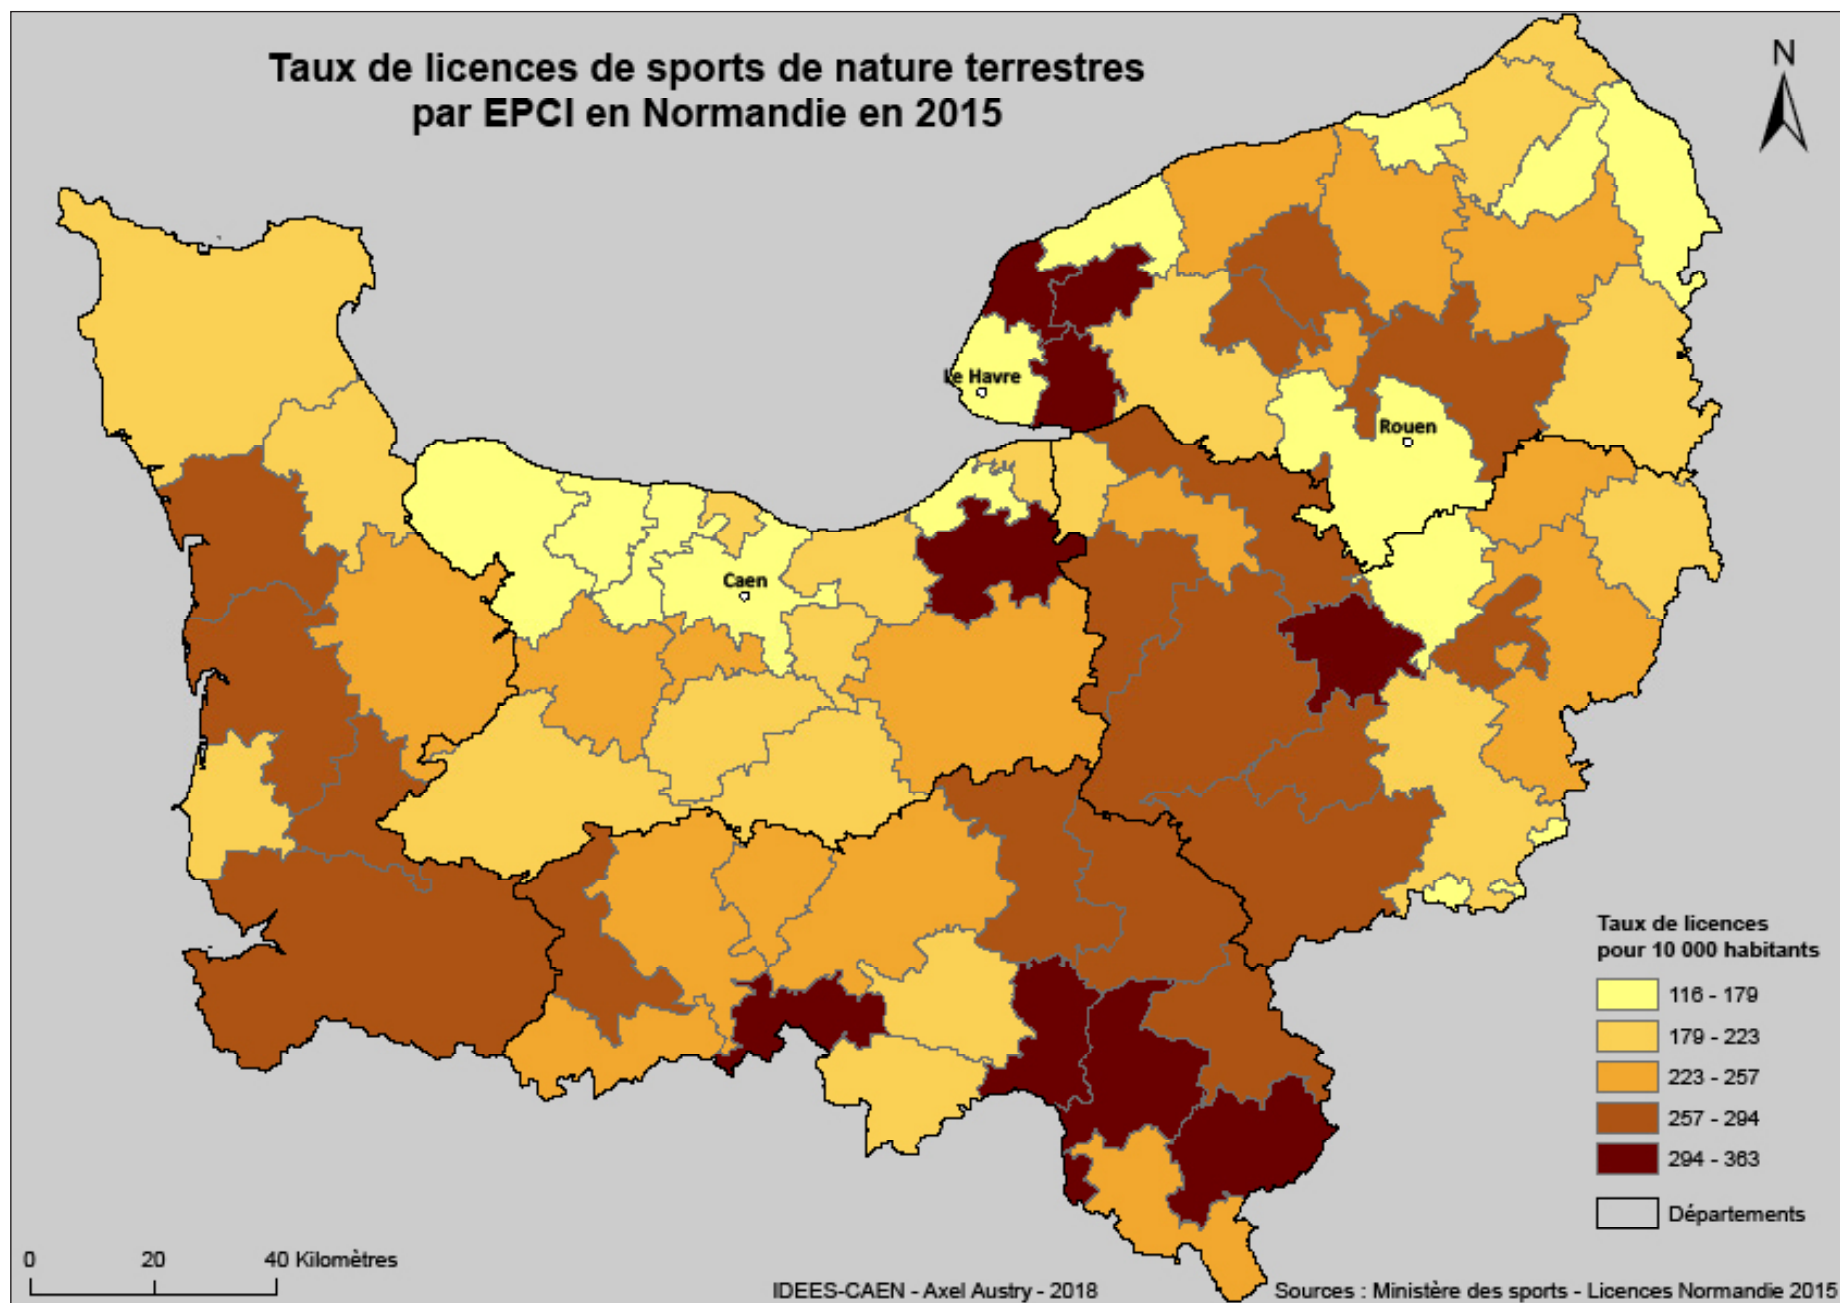 Taux de licences de sports de nature terrestres
par EPCI en Normandie en 2015
N
Le Havre
Rouen
Caen
Taux de licences
pour 10 000 habitants
116 - 179
179 - 223
223 - 257
257 - 294
294 - 363
Départements
0 20 40 Kilomètres
IDEES-CAEN - Axel Austry - 2018
Sources : Ministère des sports - Licences Normandie 2015